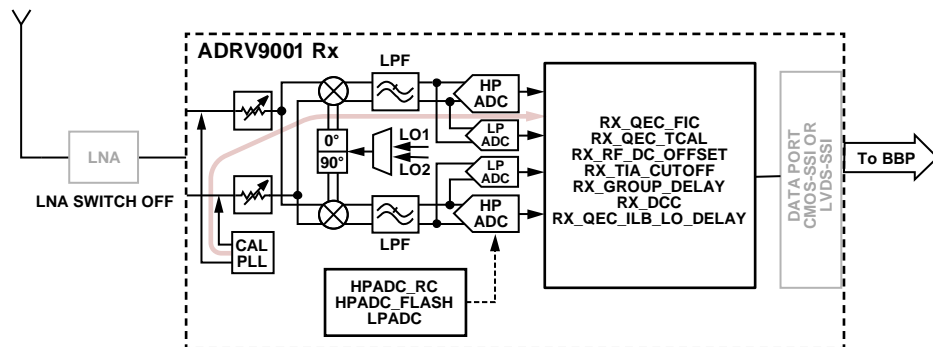 ADRV9001 Rx
LPF
HP
ADC
LP
ADC
LNA
LNA SWITCH OFF
0°
90°
LO1
LO2
LP
ADC
HP
ADC
LPF
CAL
PLL
HPADC_RC
HPADC_FLASH
LPADC
RX_QEC_FIC
RX_QEC_TCAL
RX_RF_DC_OFFSET
RX_TIA_CUTOFF
RX_GROUP_DELAY
RX_DCC
RX_QEC_ILB_LO_DELAY
DATA PORT
CMOS-SSI OR
LVDS-SSI
To BBP